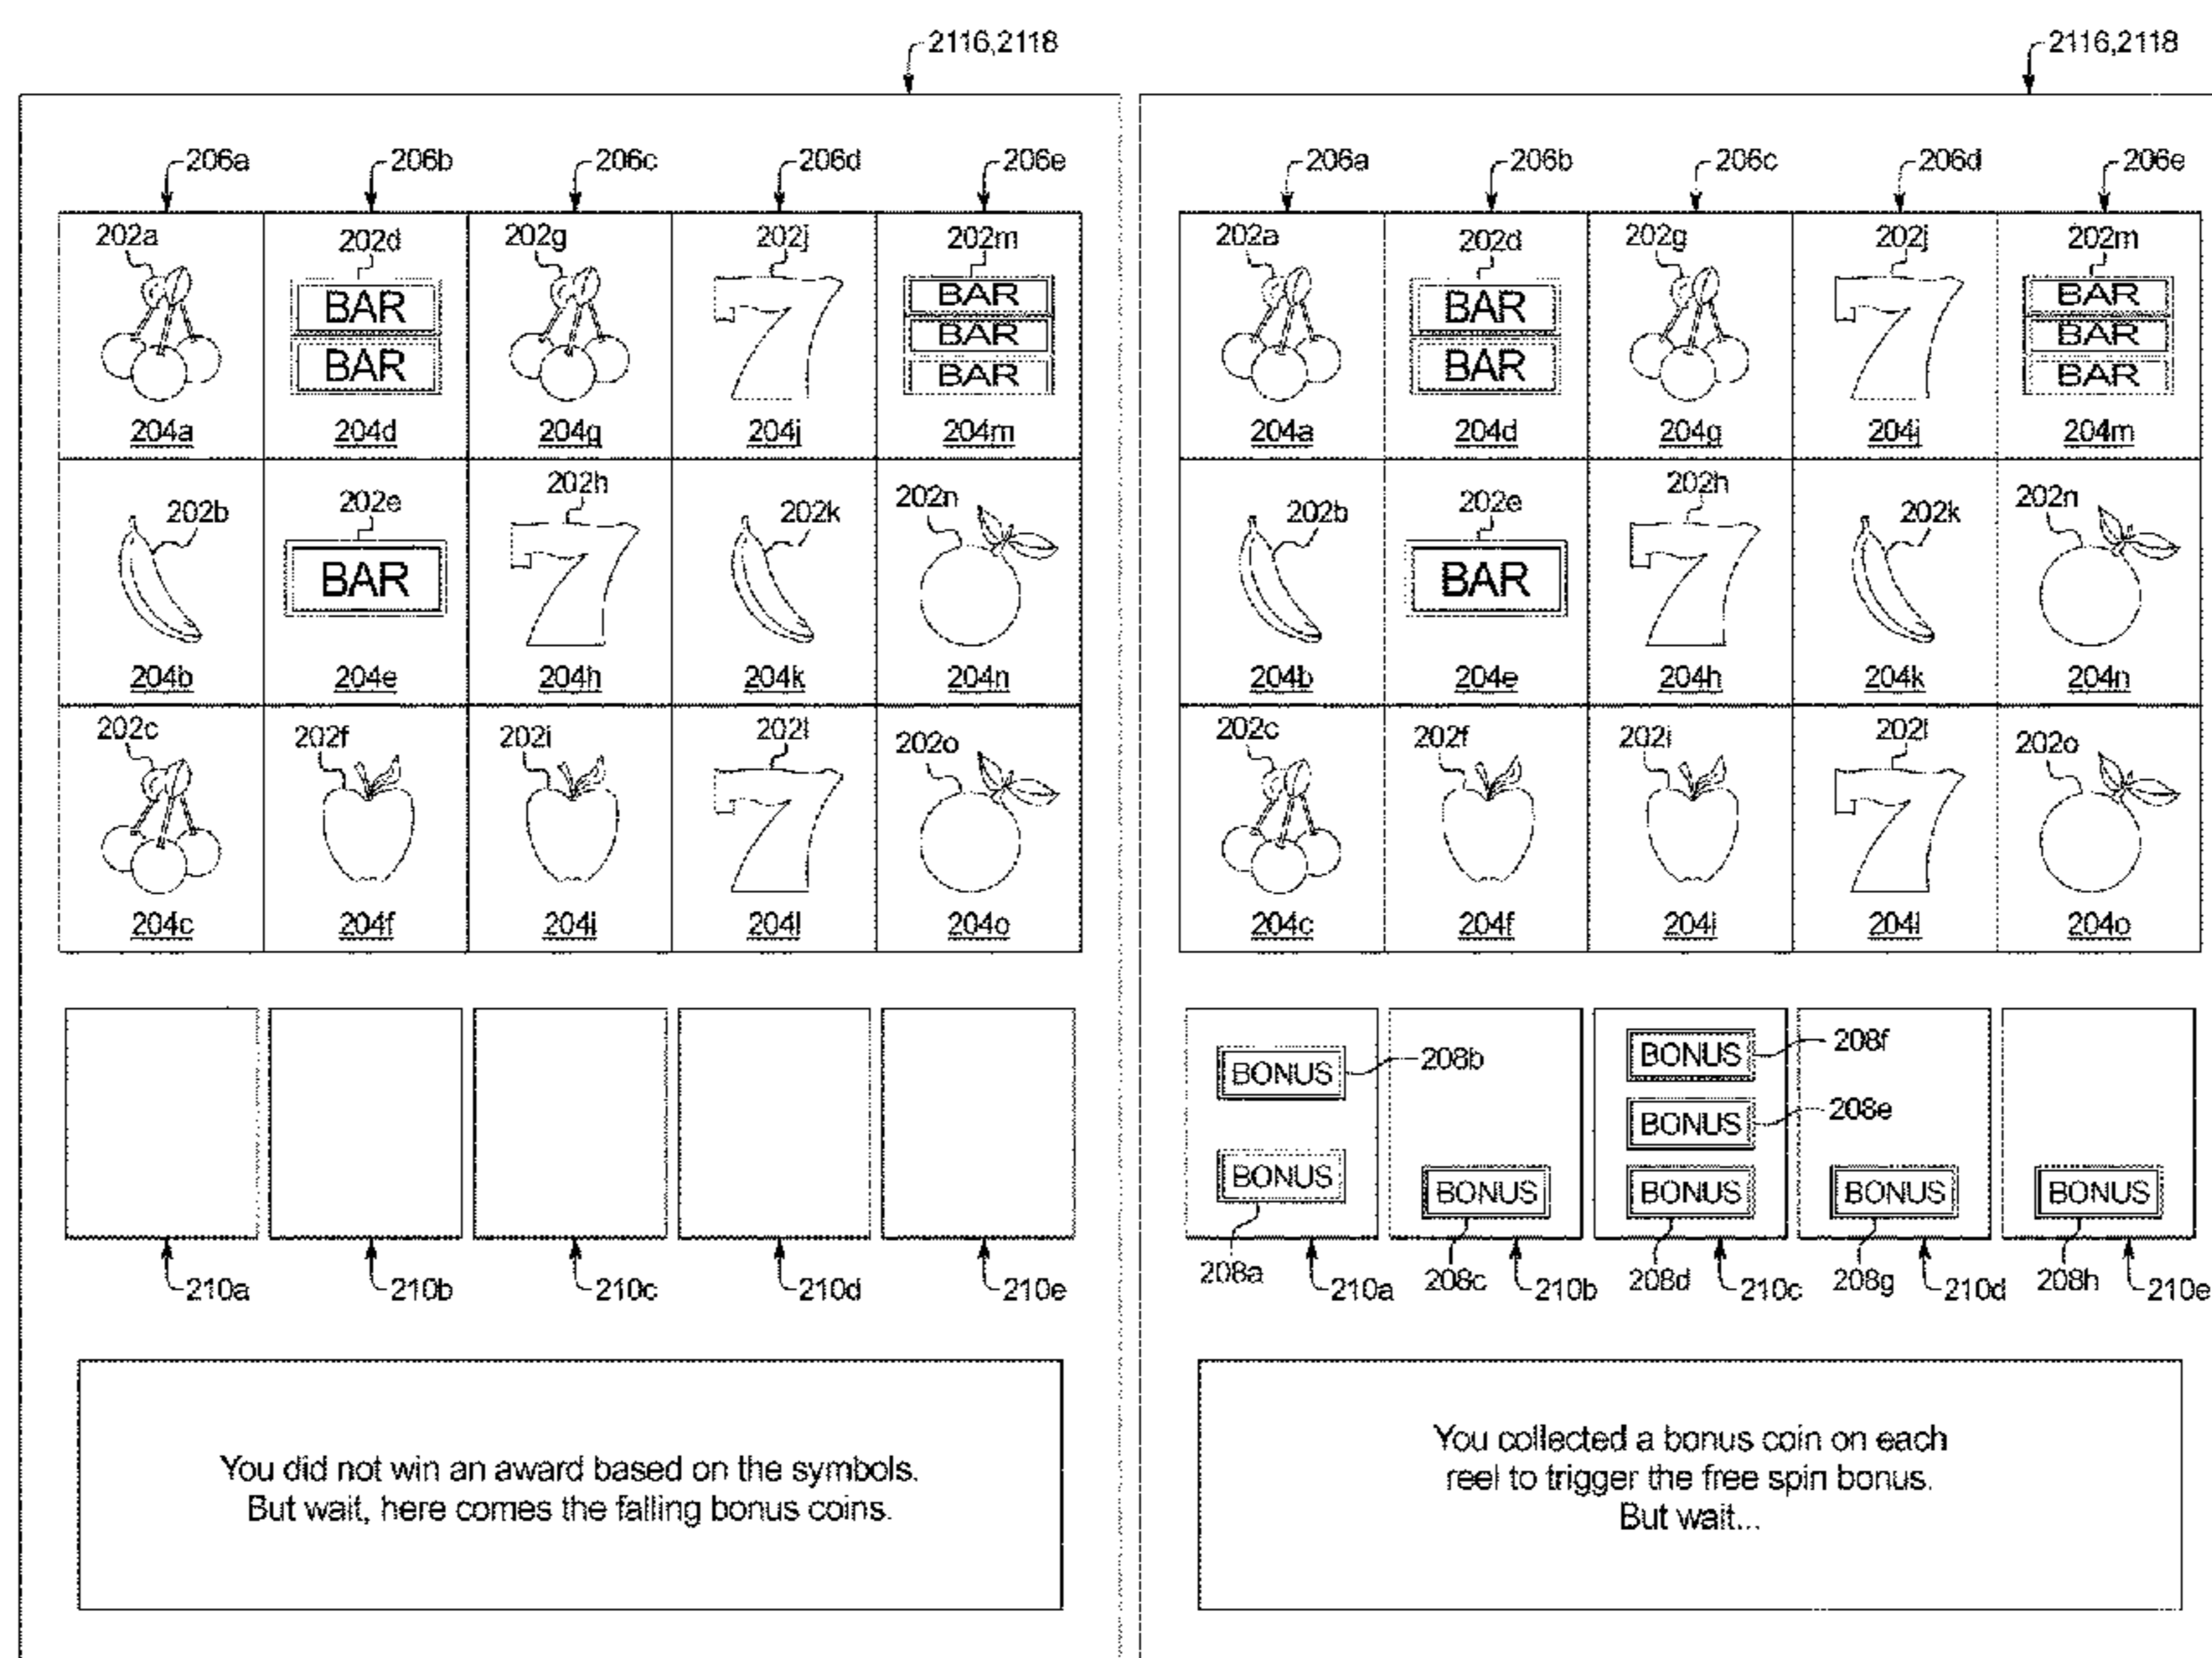 2116,2118
206a 206b 206c 206d 206e
202a 202d 202g 202j 202m
BAR
BAR
BAR
BAR
BAR
204a 204d 204g 204j 204m
202b 202e 202h 202k 202n
BAR
204b 204e 204h 204k 204n
202c 202f 202i 202l 202o
204c 204f 204i 204l 204o
210a 210b 210c 210d 210e
You did not win an award based on the symbols.
But wait, here comes the falling bonus coins.
2116,2118
206a 206b 206c 206d 206e
202a 202d 202g 202j 202m
BAR
BAR
BAR
BAR
BAR
204a 204d 204g 204j 204m
202b 202e 202h 202k 202n
BAR
204b 204e 204h 204k 204n
202c 202f 202i 202l 202o
204c 204f 204i 204l 204o
BONUS 208f
BONUS 208b
BONUS 208e
BONUS BONUS BONUS BONUS BONUS
208a 210a 208c 210b 208d 210c 208g 210d 208h 210e
You collected a bonus coin on each
reel to trigger the free spin bonus.
But wait...